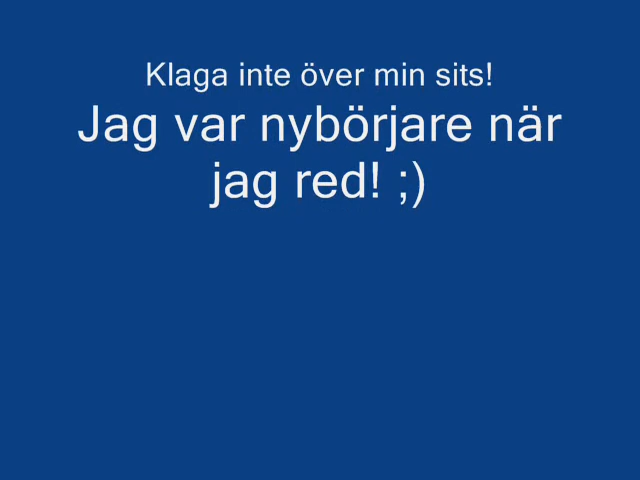 Klaga inte över min sits!
Jag var nybörjare när
jag red! ;)